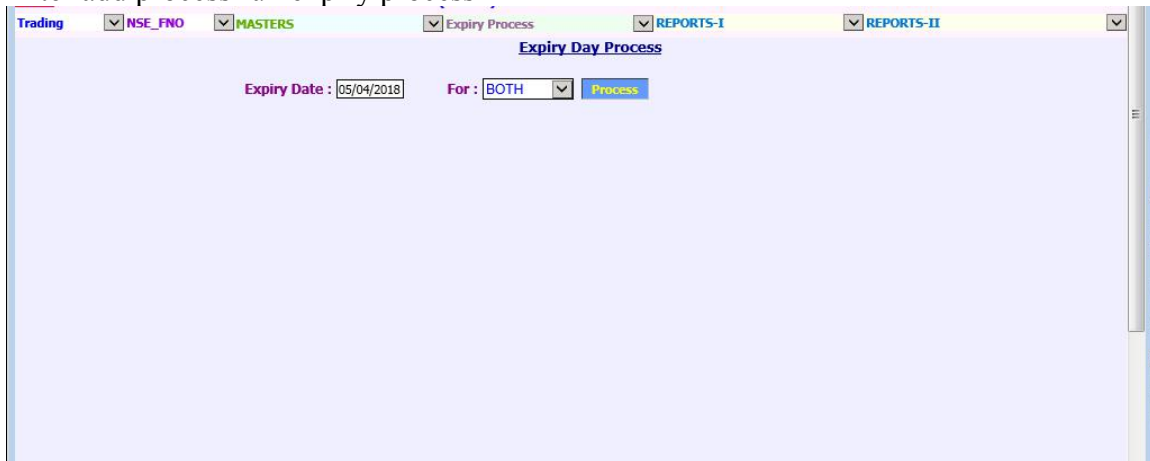 Trading NSE_FNO MASTERS Expiry Process REPORTS-I REPORTS-II
Expiry Day Process
Expiry Date : 05/04/2018 For : BOTH Process